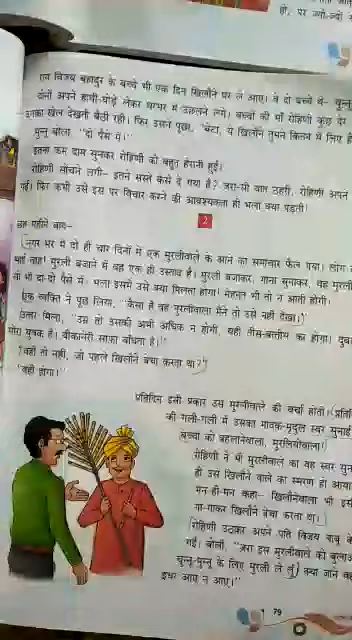 राय विजय बहादुर के बच्चे भी एक दिन खिलौने घर ले आए। वे दो बच्चे थे– चुन्नू
दोनों अपने हाथी-घोड़े लेकर घरभर में उछलने लगे। बच्चों की माँ रोहिणी कुछ देर
उनका खेल देखती बैठी रही। फिर उसने पूछा, "बेटा, ये खिलौने तुमने कितने में लिए हैं
मुन्नू बोला, "दो पैसे में।"
इतना कम दाम सुनकर रोहिणी को बहुत हैरानी हुई।
रोहिणी सोचने लगी– इतने सस्ते कैसे दे गया है? ज़रा-सी बात ठहरी, रोहिणी अपने
गई। फिर कभी उसे इस पर विचार करने की आवश्यकता ही भला क्या पड़ती!
2
छह महीने बाद–
नगर भर में दो ही चार दिनों में एक मुरलीवाले के आने का समाचार फैल गया। लोग
वाह! मुरली बजाने में वह एक ही उस्ताद है। मुरली बजाकर, गाना सुनाकर, वह मुरली
भी दो-दो पैसे में। भला इसमें उसे क्या मिलता होगा! मेहनत भी तो न आती होगी।
एक व्यक्ति ने पूछ लिया, "कैसा है वह मुरलीवाला मैंने तो उसे नहीं देखा।"
उत्तर मिला, "उम्र तो उसकी अभी अधिक न होगी, यही तीस-बत्तीस का होगा। दुब
गोरा युवक है। बीकानेरी साफ़ा बाँधता है।"
"वही तो नहीं, जो पहले खिलौने बेचा करता था?"
"वही होगा।"
प्रतिदिन इसी प्रकार उस मुरलीवाले की चर्चा होती। प्रति
की गली-गली में उसका मादक-मृदुल स्वर सुनाई
बच्चों को बहलानेवाला, मुरलियावाला।
रोहिणी ने भी मुरलीवाले का यह स्वर सुन
ही उस खिलौने वाले का स्मरण हो आया
मन-ही-मन कहा– खिलौनेवाला भी इसी
गा-गाकर खिलौने बेचा करता था।
रोहिणी उठकर अपने पति विजय बाबू के
गई। बोली, "ज़रा इस मुरलीवाले को बुलाओ
चुन्नू-मुन्नू के लिए मुरली ले लूँ। क्या जाने वह
इधर आए न आए।"
79